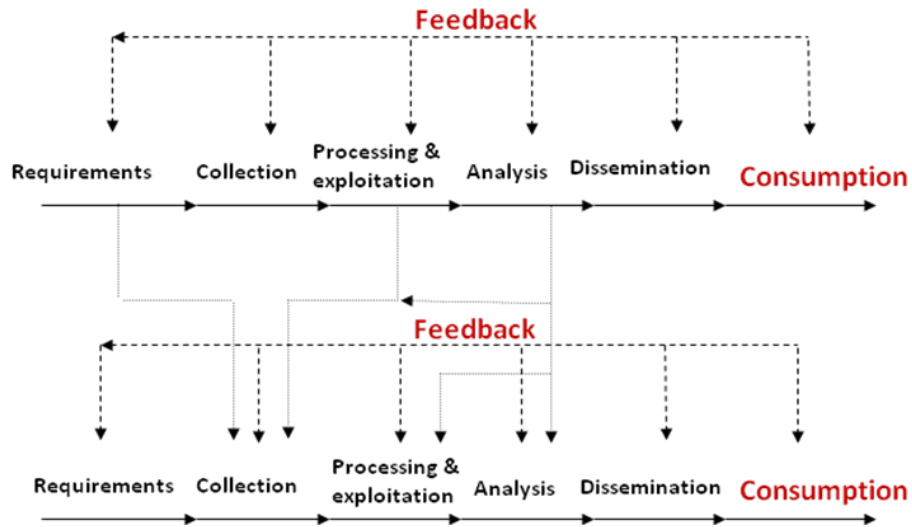 Feedback
Requirements
Collection
Processing &
exploitation
Analysis
Dissemination
Consumption
Feedback
Requirements
Collection
Processing &
exploitation
Analysis
Dissemination
Consumption